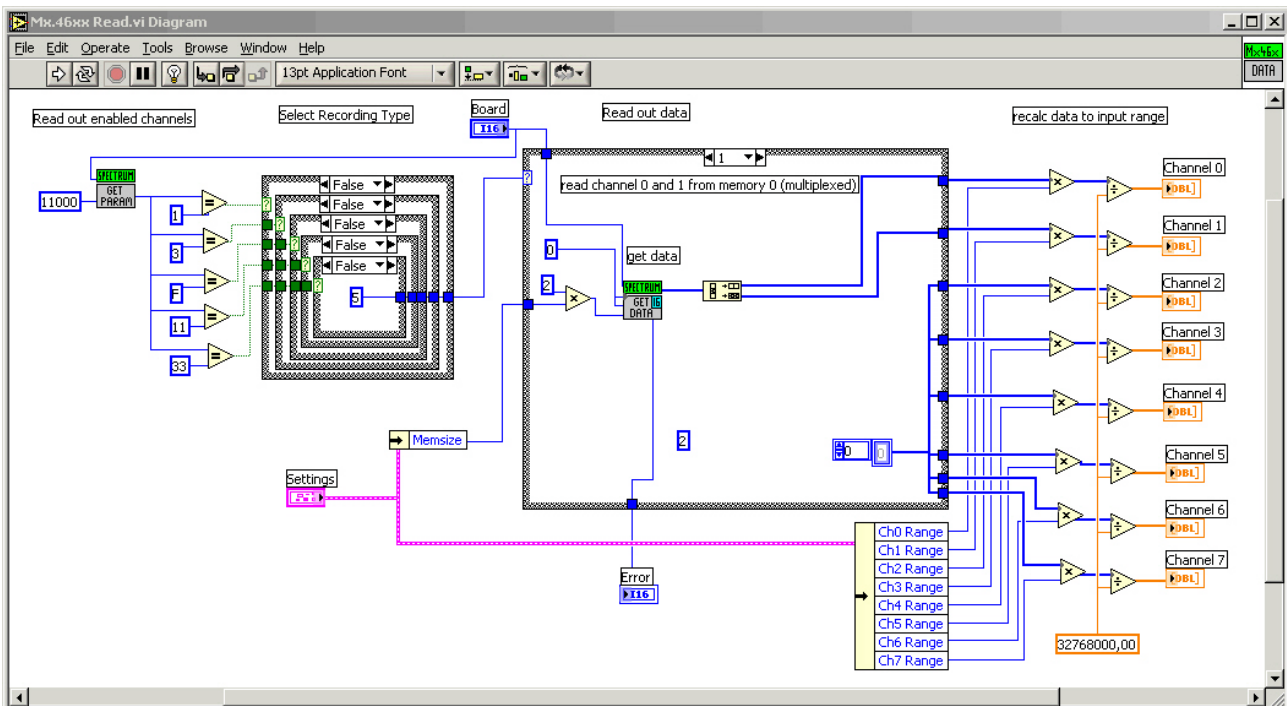 Mx.46xx Read.vi Diagram
File Edit Operate Tools Browse Window Help
13pt Application Font
Mx46x
DATA
Read out enabled channels
Select Recording Type
Board
I16
Read out data
recalc data to input range
SPECTRUM
GET
PARAM
11000
1
3
F
11
33
=
=
=
=
=
False
False
False
False
False
?
?
?
?
?
5
1
?
read channel 0 and 1 from memory 0 (multiplexed)
0
get data
2
×
SPECTRUM
GET 16
DATA
2
0
0
Memsize
Settings
Error
I16
Ch0 Range
Ch1 Range
Ch2 Range
Ch3 Range
Ch4 Range
Ch5 Range
Ch6 Range
Ch7 Range
× ÷
Channel 0
DBL]
× ÷
Channel 1
DBL]
× ÷
Channel 2
DBL]
× ÷
Channel 3
DBL]
× ÷
Channel 4
DBL]
× ÷
Channel 5
DBL]
× ÷
Channel 6
DBL]
× ÷
Channel 7
DBL]
32768000,00